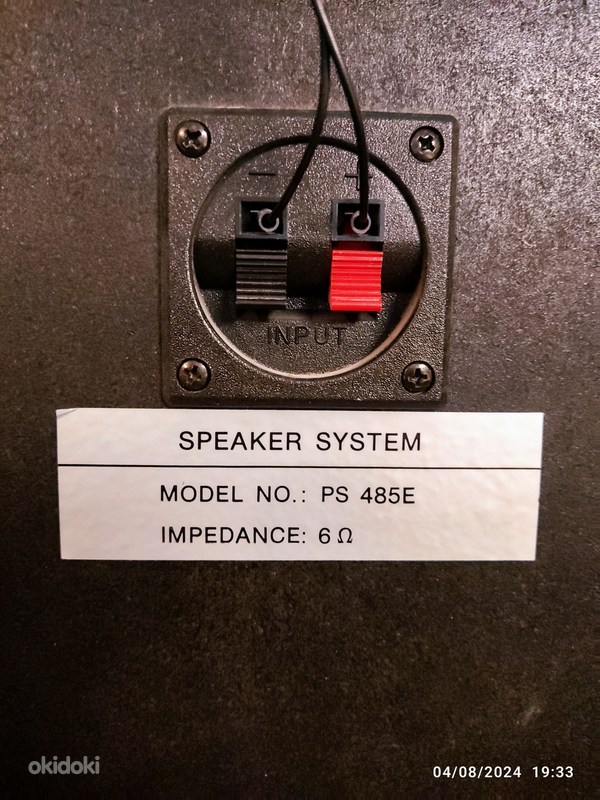 − +
INPUT
SPEAKER SYSTEM
MODEL NO.: PS 485E
IMPEDANCE: 6 Ω
okidoki
04/08/2024 19:33